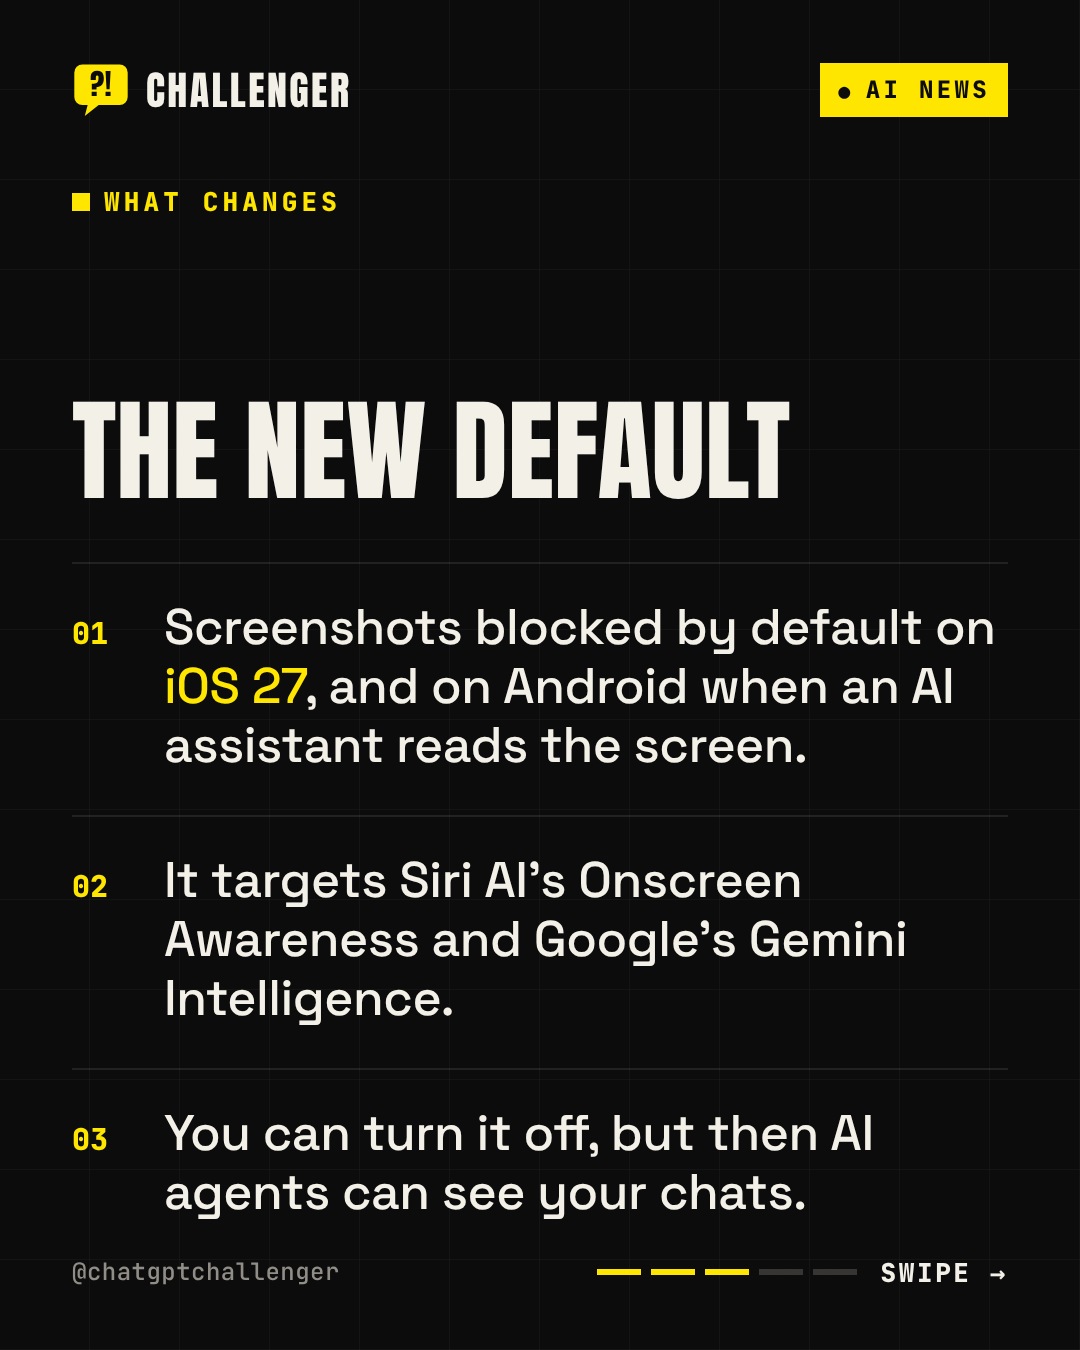 ?! CHALLENGER
● AI NEWS
WHAT CHANGES
THE NEW DEFAULT
01 Screenshots blocked by default on
iOS 27, and on Android when an AI
assistant reads the screen.
02 It targets Siri AI’s Onscreen
Awareness and Google’s Gemini
Intelligence.
03 You can turn it off, but then AI
agents can see your chats.
@chatgptchallenger
SWIPE →